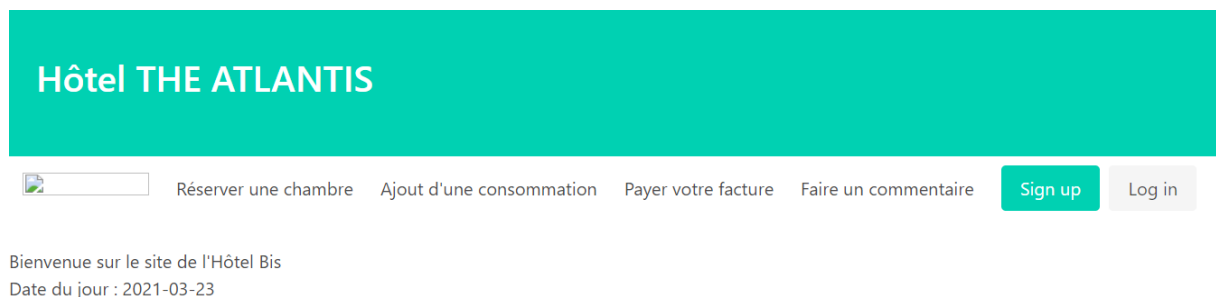 Hôtel THE ATLANTIS
Réserver une chambre Ajout d'une consommation Payer votre facture Faire un commentaire Sign up Log in
Bienvenue sur le site de l'Hôtel Bis
Date du jour : 2021-03-23